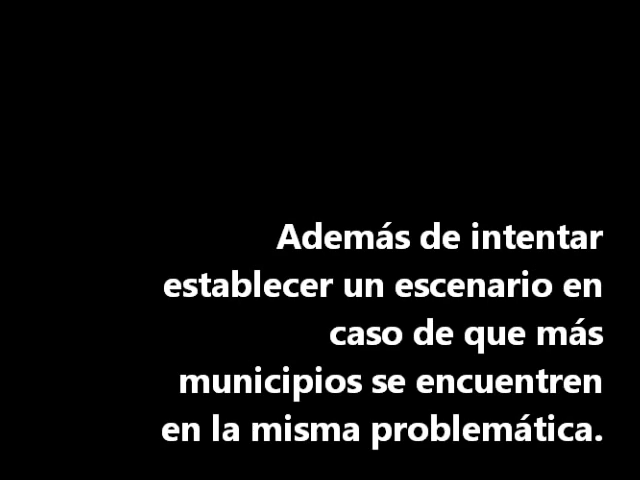 Además de intentar
establecer un escenario en
caso de que más
municipios se encuentren
en la misma problemática.